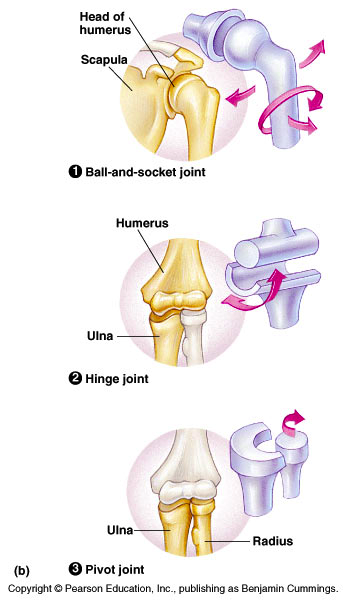 Head of
humerus
Scapula
1 Ball-and-socket joint
Humerus
Ulna
2 Hinge joint
Ulna
Radius
(b)
3 Pivot joint
Copyright © Pearson Education, Inc., publishing as Benjamin Cummings.